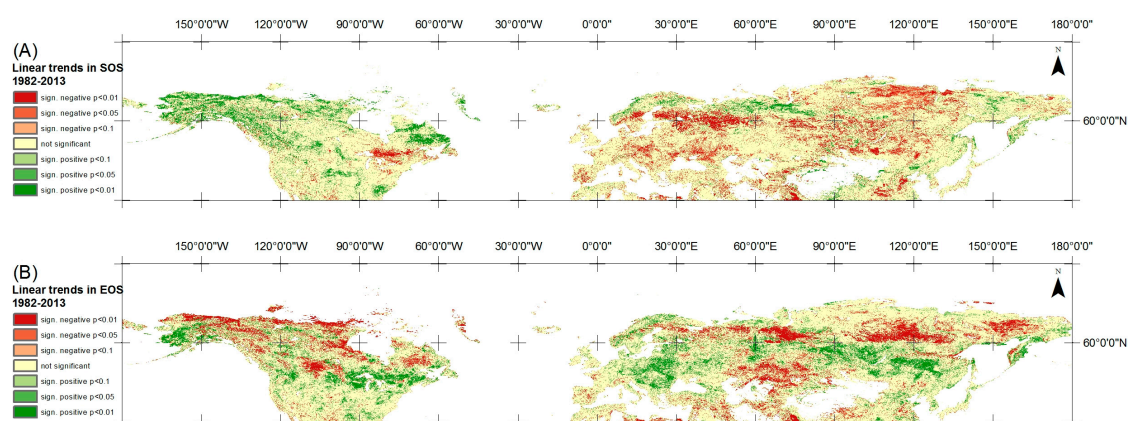 150°0'0"W 120°0'0"W 90°0'0"W 60°0'0"W 30°0'0"W 0°0'0" 30°0'0"E 60°0'0"E 90°0'0"E 120°0'0"E 150°0'0"E 180°0'0"
(A)
Linear trends in SOS
1982-2013
sign. negative p<0.01
sign. negative p<0.05
sign. negative p<0.1
not significant
sign. positive p<0.1
sign. positive p<0.05
sign. positive p<0.01
N
60°0'0"N
150°0'0"W 120°0'0"W 90°0'0"W 60°0'0"W 30°0'0"W 0°0'0" 30°0'0"E 60°0'0"E 90°0'0"E 120°0'0"E 150°0'0"E 180°0'0"
(B)
Linear trends in EOS
1982-2013
sign. negative p<0.01
sign. negative p<0.05
sign. negative p<0.1
not significant
sign. positive p<0.1
sign. positive p<0.05
sign. positive p<0.01
N
60°0'0"N